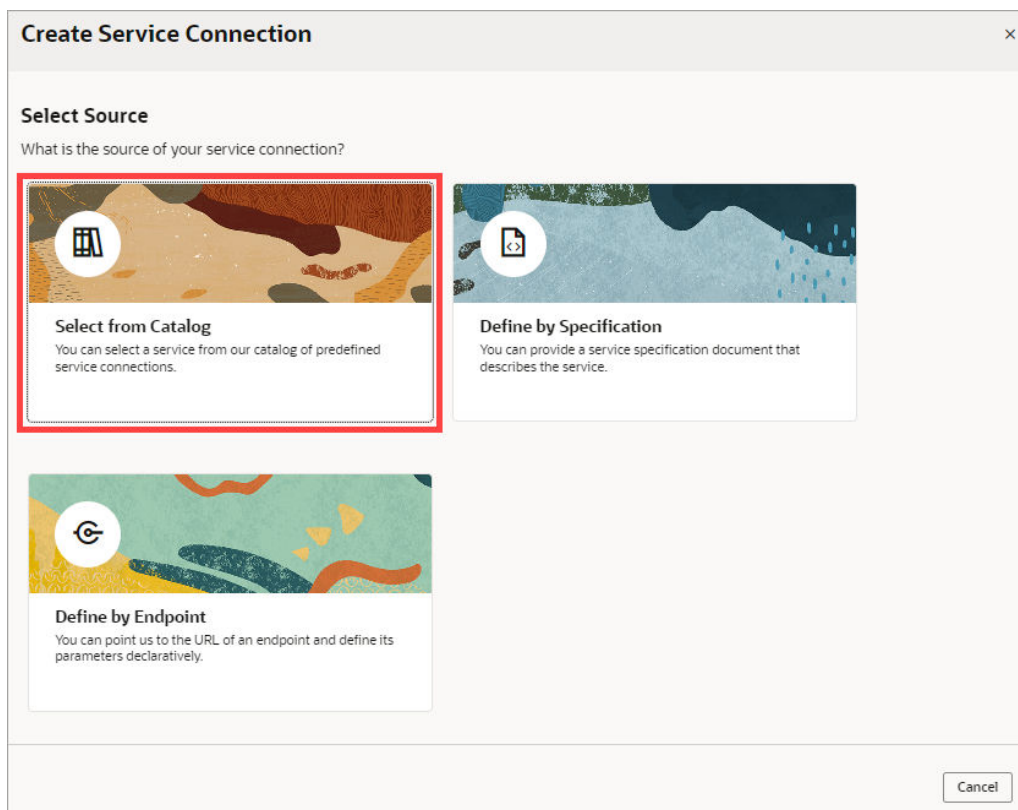 Create Service Connection
Select Source
What is the source of your service connection?
Select from Catalog
You can select a service from our catalog of predefined
service connections.
Define by Specification
You can provide a service specification document that
describes the service.
Define by Endpoint
You can point us to the URL of an endpoint and define its
parameters declaratively.
Cancel